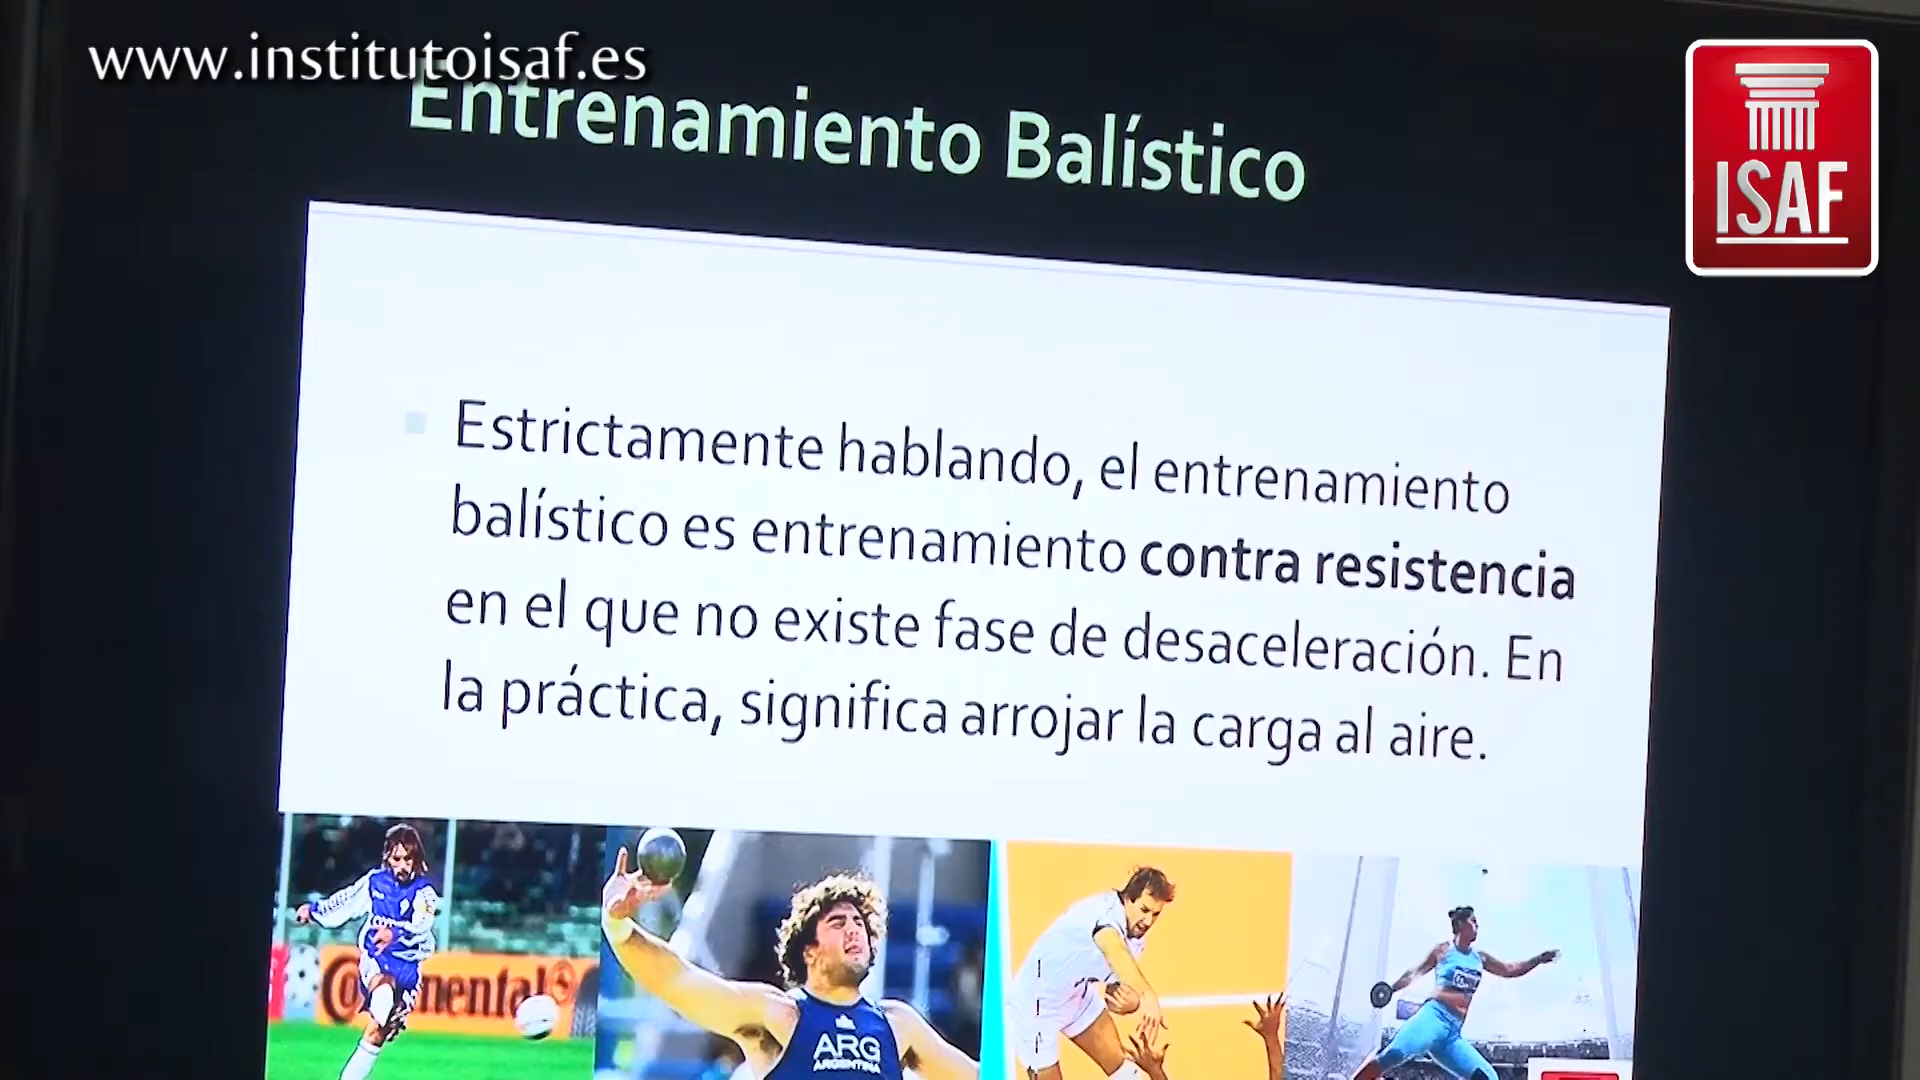 www.institutoisaf.es
Entrenamiento Balístico
ISAF
Estrictamente hablando, el entrenamiento
balístico es entrenamiento contra resistencia
en el que no existe fase de desaceleración. En
la práctica, significa arrojar la carga al aire.
ARG
ARGENTINA